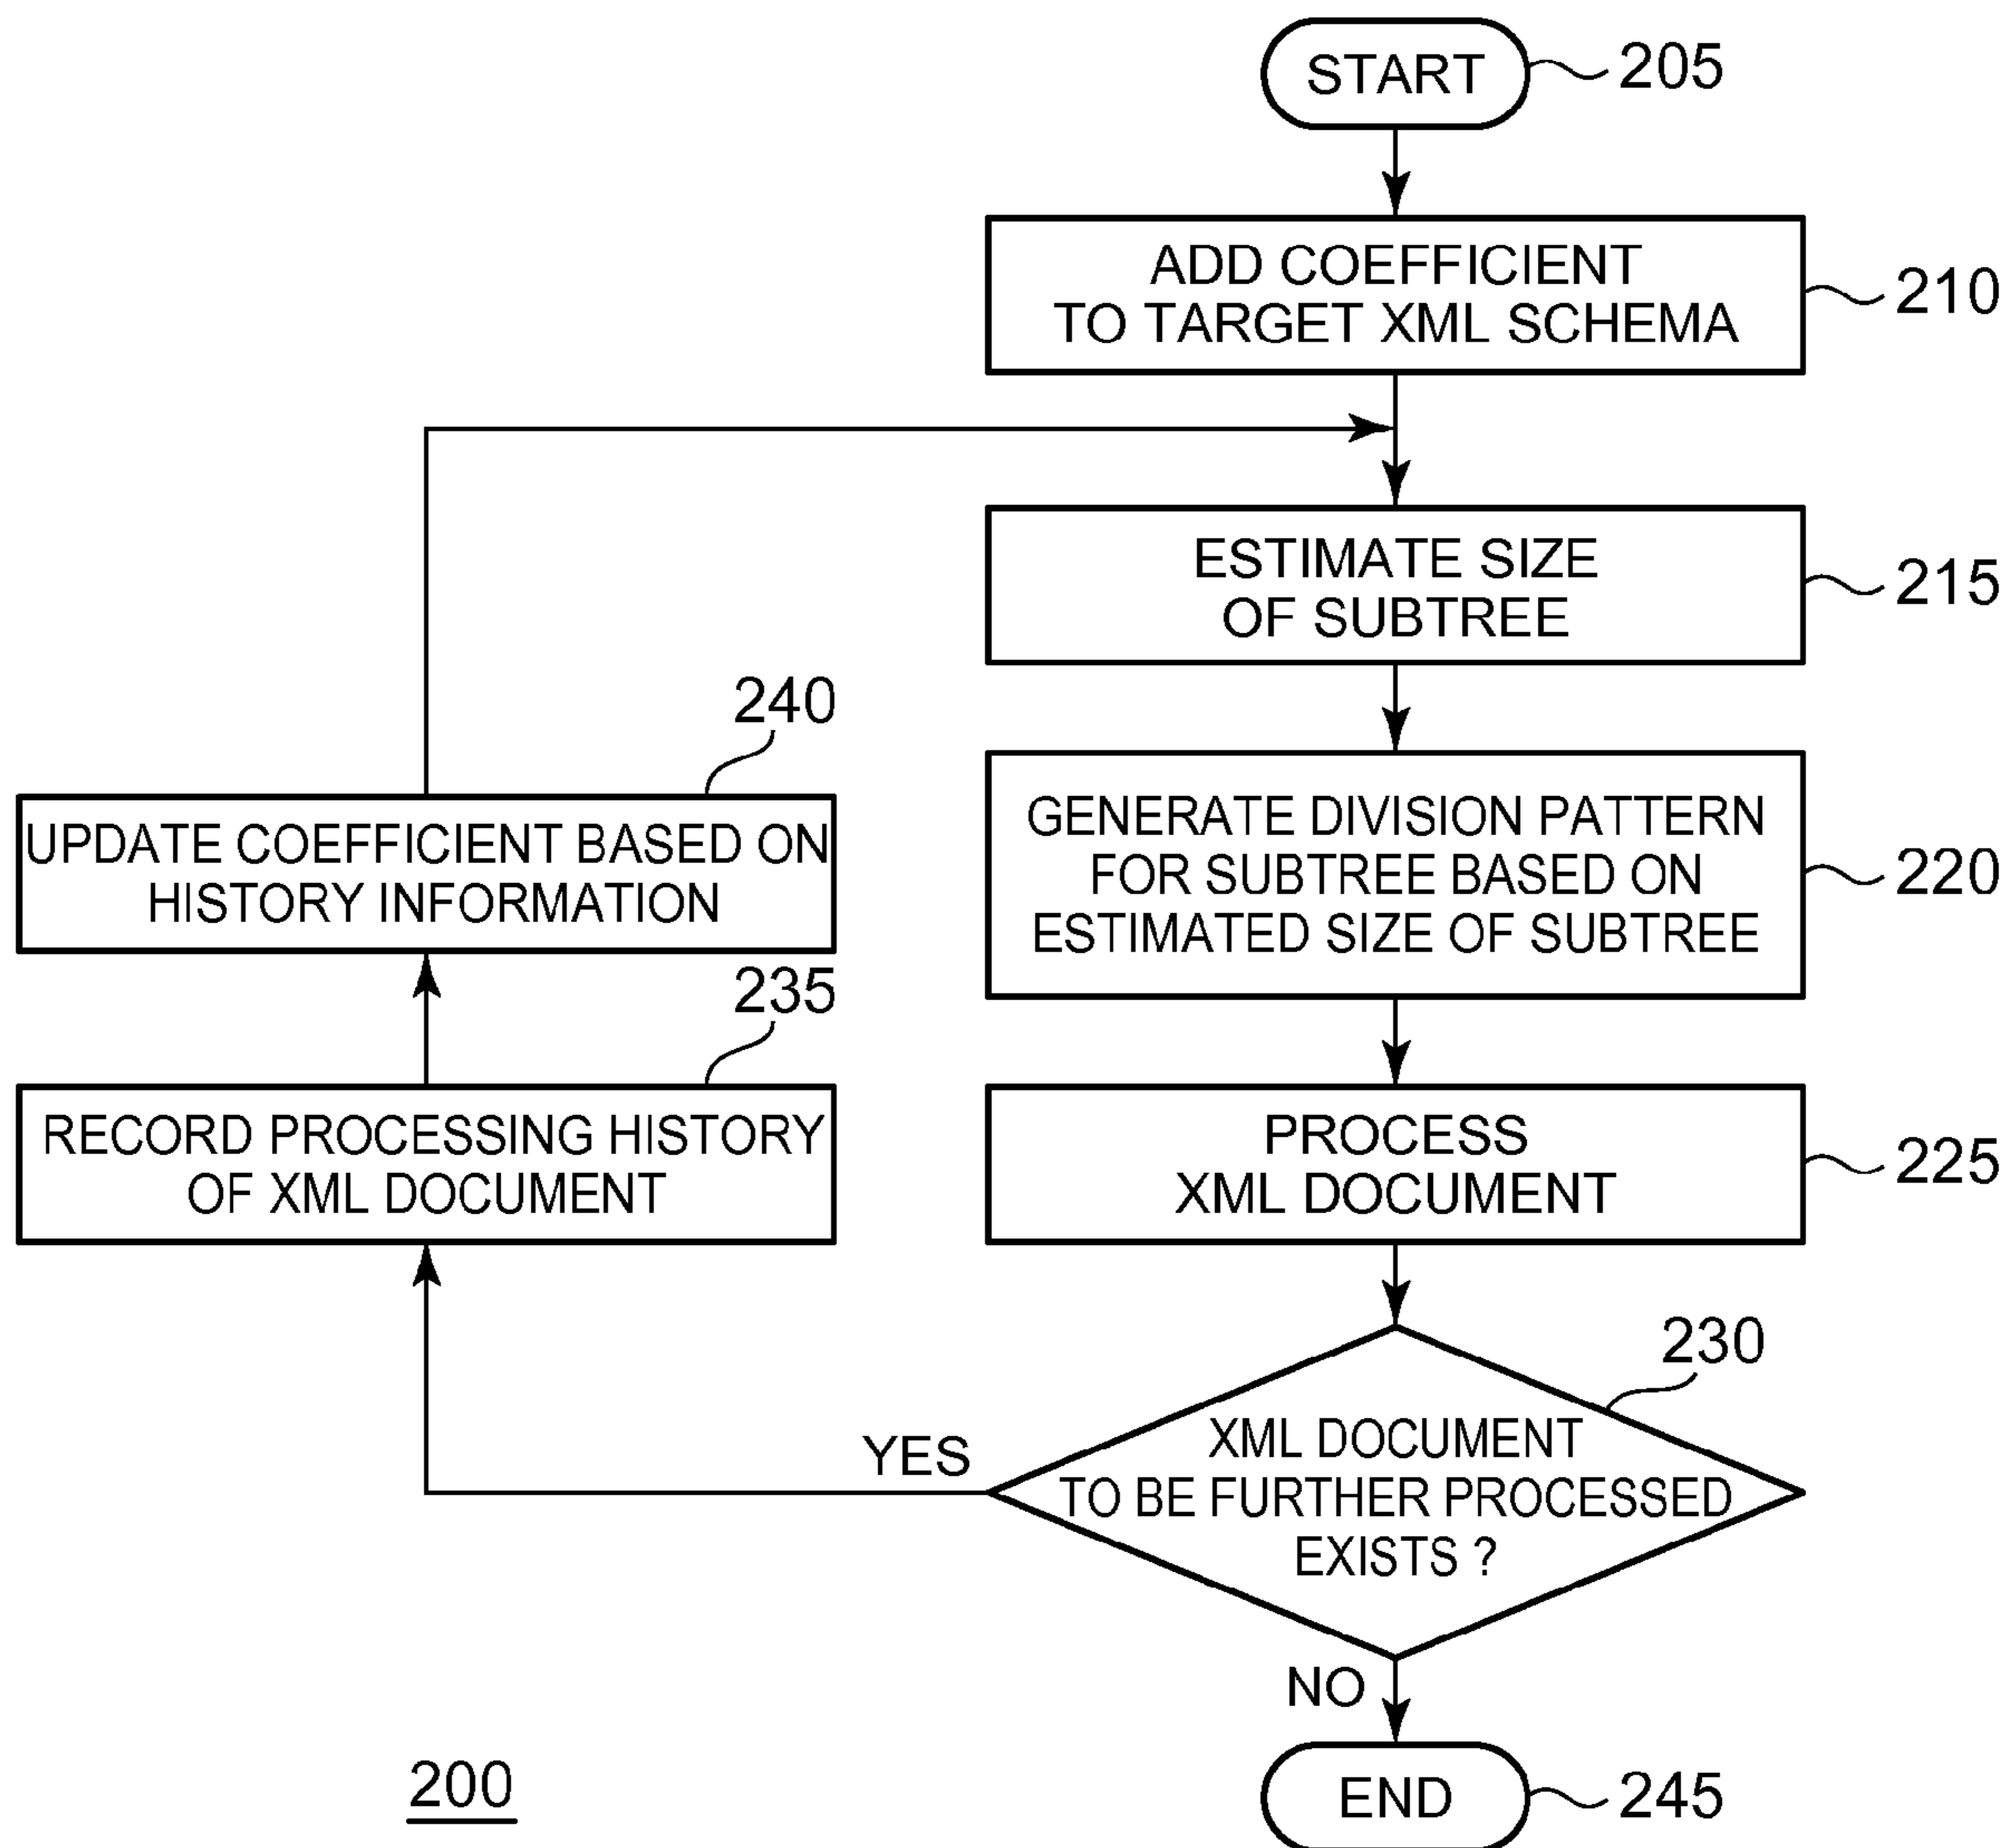 START
205
ADD COEFFICIENT
TO TARGET XML SCHEMA
210
ESTIMATE SIZE
OF SUBTREE
215
GENERATE DIVISION PATTERN
FOR SUBTREE BASED ON
ESTIMATED SIZE OF SUBTREE
220
PROCESS
XML DOCUMENT
225
XML DOCUMENT
TO BE FURTHER PROCESSED
EXISTS ?
230
YES
RECORD PROCESSING HISTORY
OF XML DOCUMENT
235
UPDATE COEFFICIENT BASED ON
HISTORY INFORMATION
240
NO
END
245
200